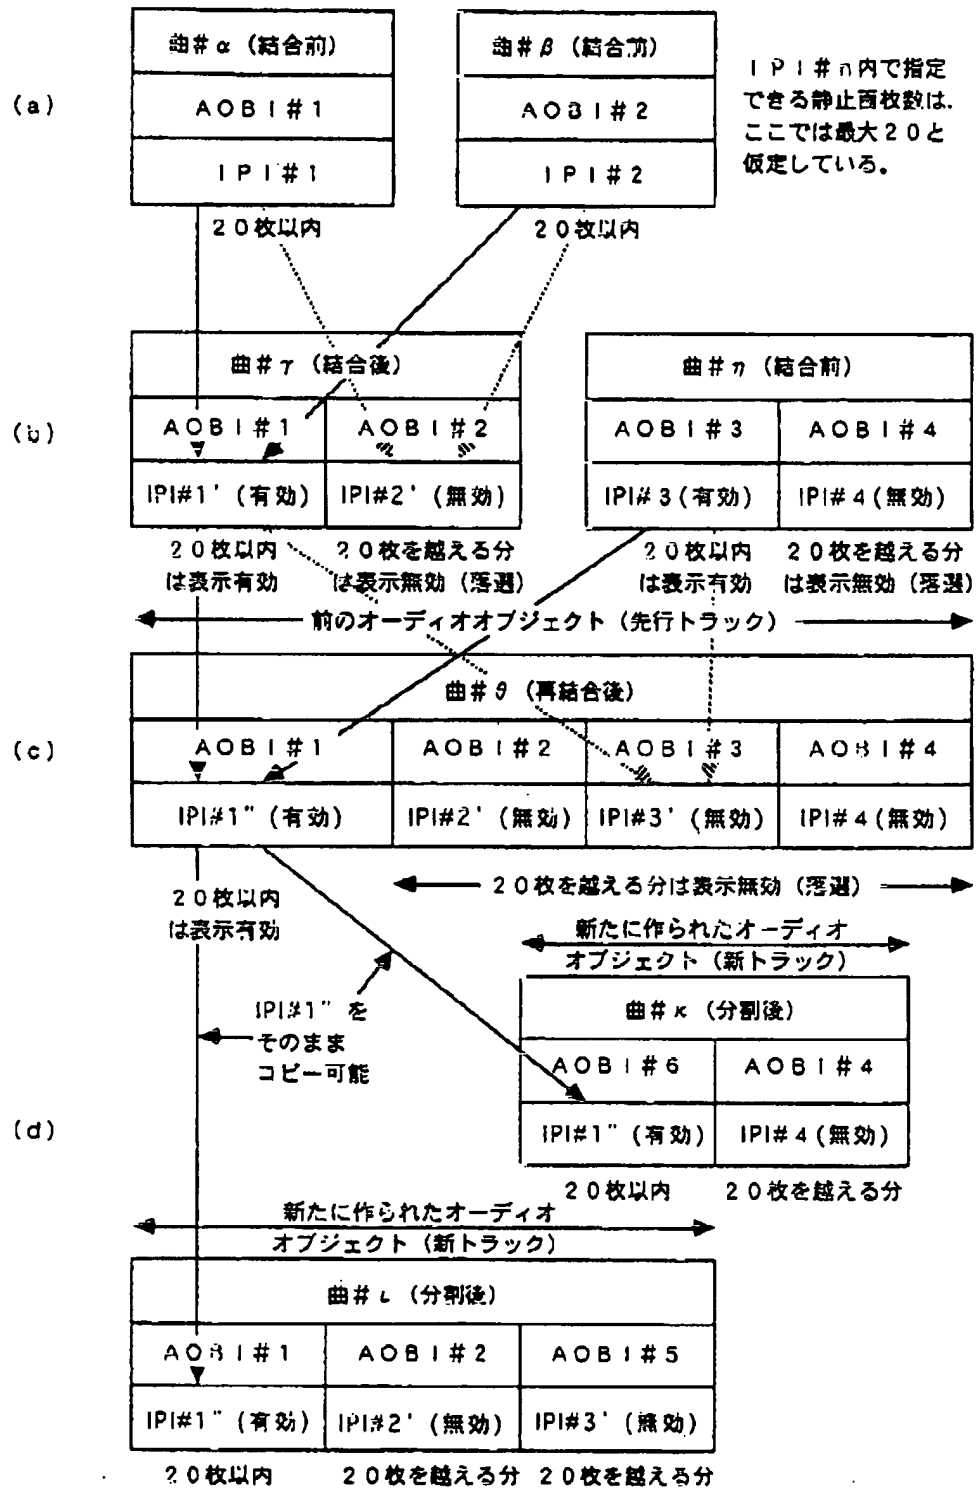 曲#α (結合前)
AOBI#1
IPI#1
曲#β (結合前)
AOBI#2
IPI#2
IPI#n内で指定
できる静止画枚数は、
ここでは最大20と
仮定している。
(a)
20枚以内
20枚以内
(b)
曲#γ (結合後)
AOBI#1
AOBI#2
IPI#1' (有効)
IPI#2' (無効)
曲#η (結合前)
AOBI#3
AOBI#4
IPI#3(有効)
IPI#4(無効)
20枚以内
は表示有効
20枚を越える分
は表示無効(落選)
20枚以内
は表示有効
20枚を越える分
は表示無効(落選)
前のオーディオオブジェクト(先行トラック)
(c)
曲#θ (再結合後)
AOBI#1
AOBI#2
AOBI#3
AOBI#4
IPI#1" (有効)
IPI#2' (無効)
IPI#3' (無効)
IPI#4(無効)
20枚以内
は表示有効
20枚を越える分は表示無効(落選)
新たに作られたオーディオ
オブジェクト(新トラック)
IPI#1" を
そのまま
コピー可能
曲#κ (分割後)
AOBI#6
AOBI#4
IPI#1" (有効)
IPI#4(無効)
20枚以内
20枚を越える分
(d)
新たに作られたオーディオ
オブジェクト(新トラック)
曲#ι (分割後)
AOBI#1
AOBI#2
AOBI#5
IPI#1" (有効)
IPI#2' (無効)
IPI#3' (無効)
20枚以内
20枚を越える分
20枚を越える分